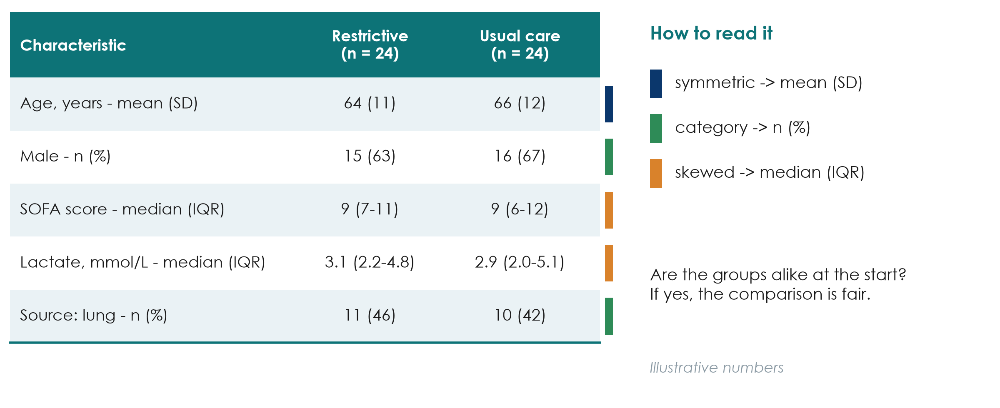 Characteristic
Restrictive
(n = 24)
Usual care
(n = 24)
Age, years - mean (SD) 64 (11) 66 (12)
Male - n (%) 15 (63) 16 (67)
SOFA score - median (IQR) 9 (7-11) 9 (6-12)
Lactate, mmol/L - median (IQR) 3.1 (2.2-4.8) 2.9 (2.0-5.1)
Source: lung - n (%) 11 (46) 10 (42)
How to read it
symmetric -> mean (SD)
category -> n (%)
skewed -> median (IQR)
Are the groups alike at the start?
If yes, the comparison is fair.
Illustrative numbers